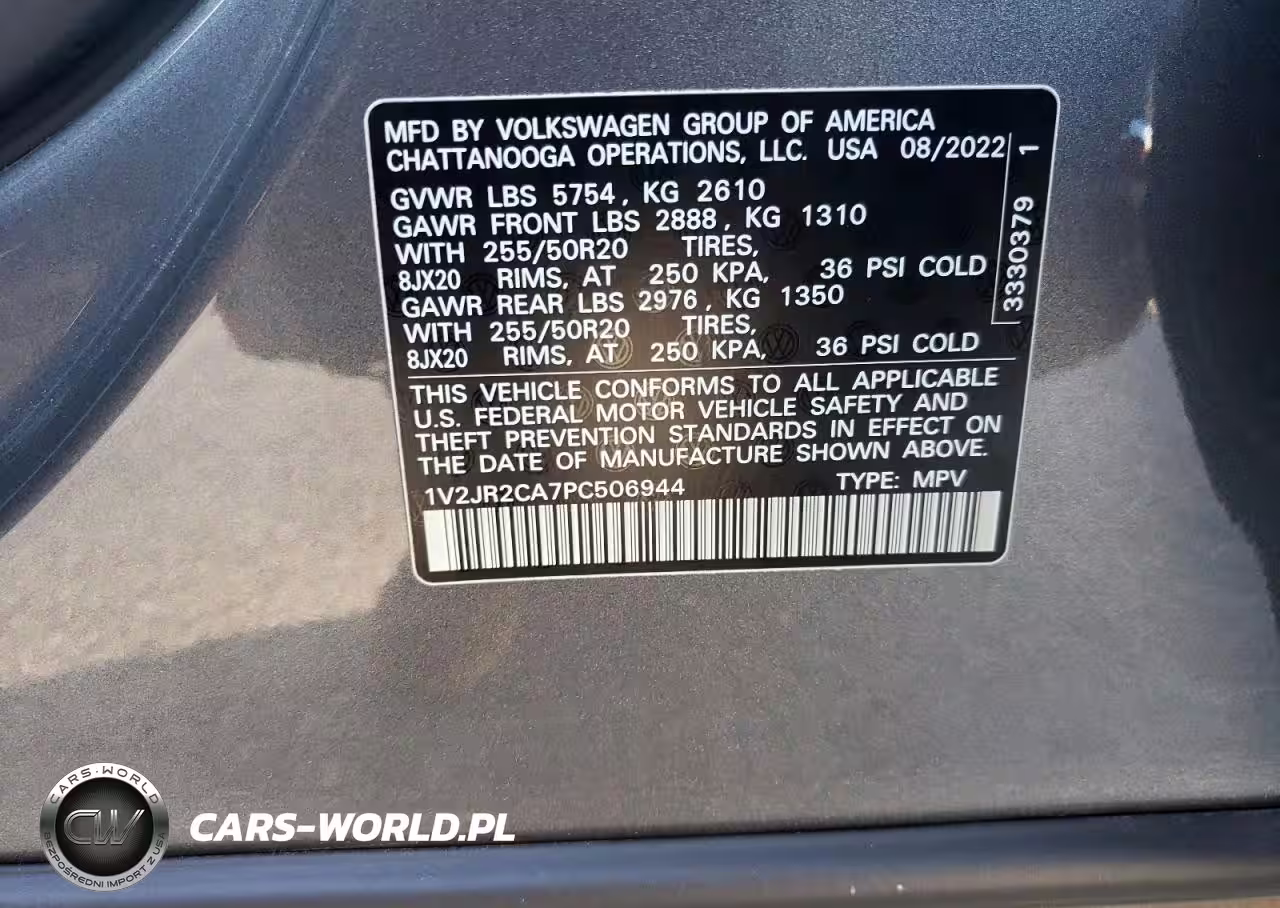 MFD BY VOLKSWAGEN GROUP OF AMERICA
CHATTANOOGA OPERATIONS, LLC. USA 08/2022
GVWR LBS 5754, KG 2610
GAWR FRONT LBS 2888, KG 1310
WITH 255/50R20 TIRES,
8JX20 RIMS, AT 250 KPA, 36 PSI COLD
GAWR REAR LBS 2976, KG 1350
WITH 255/50R20 TIRES,
8JX20 RIMS, AT 250 KPA, 36 PSI COLD
3330379 1
THIS VEHICLE CONFORMS TO ALL APPLICABLE
U.S. FEDERAL MOTOR VEHICLE SAFETY AND
THEFT PREVENTION STANDARDS IN EFFECT ON
THE DATE OF MANUFACTURE SHOWN ABOVE.
1V2JR2CA7PC506944 TYPE: MPV
CARS-WORLD
CW
BEZPOŚREDNI IMPORT Z USA
CARS-WORLD.PL